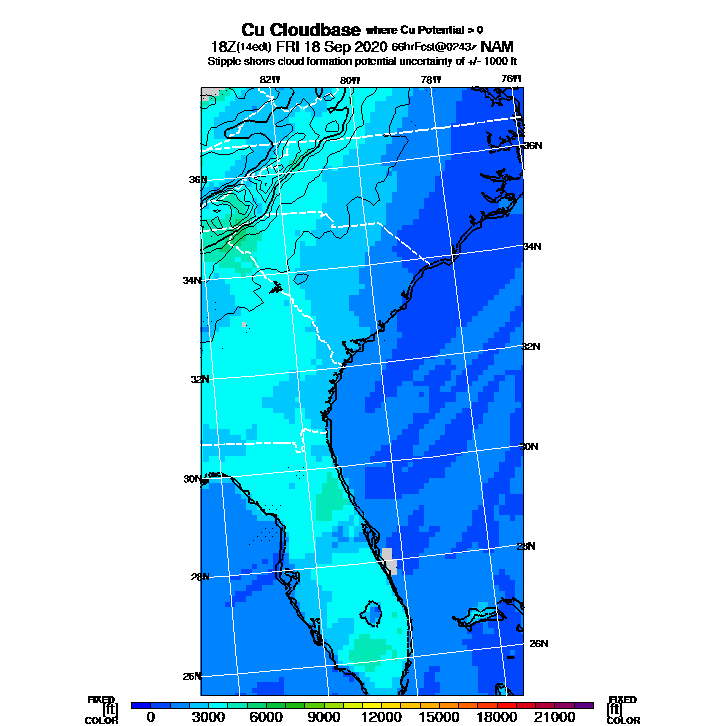 Cu Cloudbase where Cu Potential > 0
18Z(14edt) FRI 18 Sep 2020 66hrFcst@0243z NAM
Stipple shows cloud formation potential uncertainty of +/- 1000 ft
82W 80W 78W 76W
36N 36N
34N 34N
32N 32N
30N 30N
28N 28N
26N 26N
FIXED [ft] COLOR
0 3000 6000 9000 12000 15000 18000 21000
FIXED [ft] COLOR